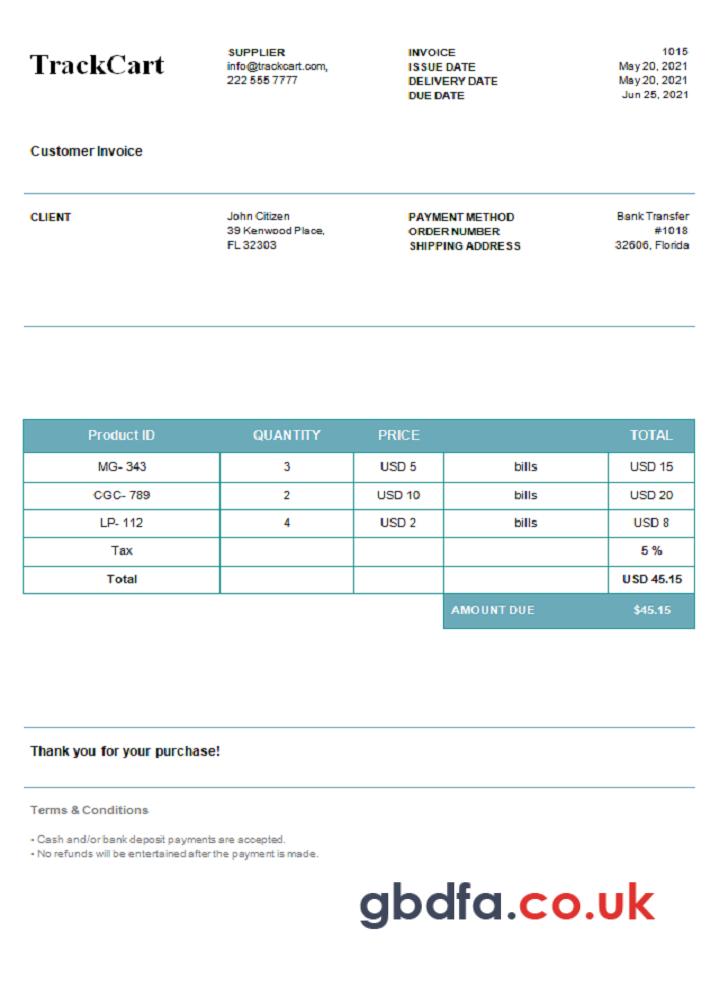 TrackCart
SUPPLIER
info@trackcart.com,
222 555 7777
INVOICE 1015
ISSUE DATE May 20, 2021
DELIVERY DATE May 20, 2021
DUE DATE Jun 25, 2021
Customer Invoice
CLIENT
John Citizen
39 Kenwood Place,
FL 32303
PAYMENT METHOD Bank Transfer
ORDER NUMBER #1018
SHIPPING ADDRESS 32606, Florida
Product ID QUANTITY PRICE TOTAL
MG- 343 3 USD 5 bills USD 15
CGC- 789 2 USD 10 bills USD 20
LP- 112 4 USD 2 bills USD 8
Tax 5 %
Total USD 45.15
AMOUNT DUE $45.15
Thank you for your purchase!
Terms & Conditions
- Cash and/or bank deposit payments are accepted.
- No refunds will be entertained after the payment is made.
gbdfa.co.uk